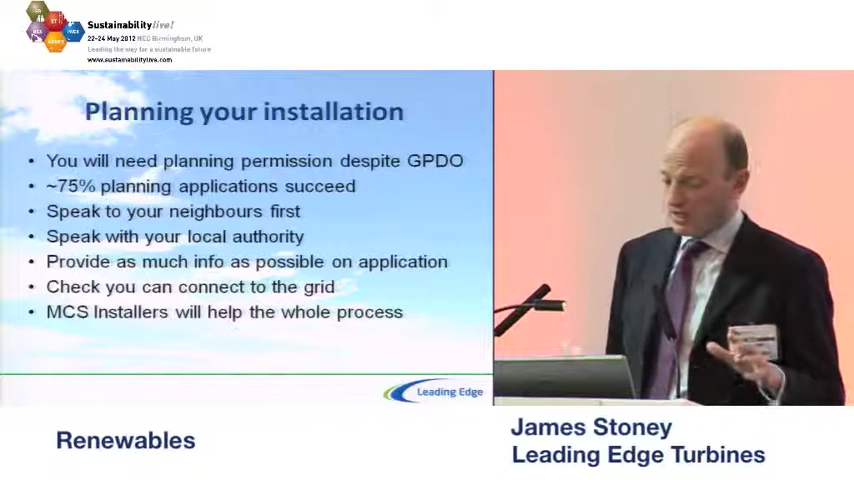 Sustainabilitylive!
22-24 May 2012 NEC Birmingham, UK
Leading the way for a sustainable future
www.sustainabilitylive.com
Planning your installation
• You will need planning permission despite GPDO
• ~75% planning applications succeed
• Speak to your neighbours first
• Speak with your local authority
• Provide as much info as possible on application
• Check you can connect to the grid
• MCS Installers will help the whole process
Leading Edge
Renewables
James Stoney
Leading Edge Turbines